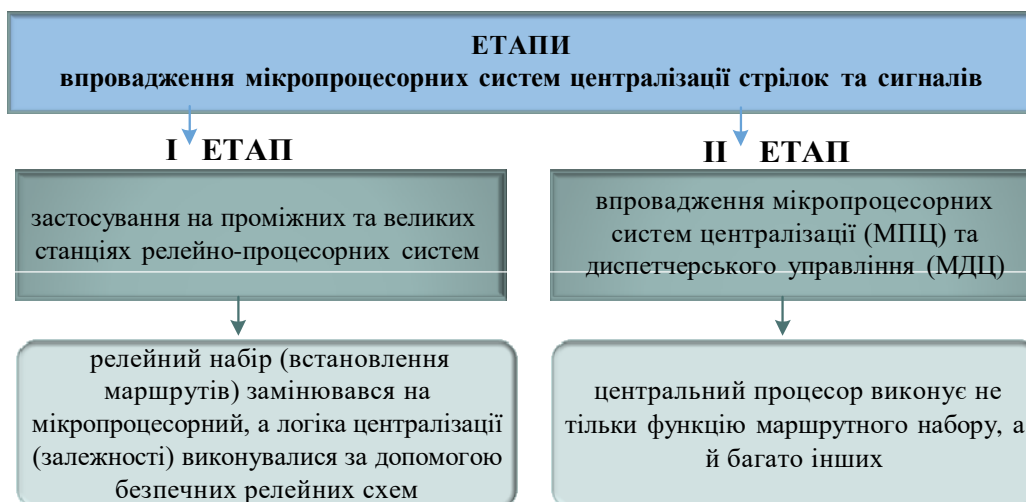 ЕТАПИ
впровадження мікропроцесорних систем централізації стрілок та сигналів
І ЕТАП
застосування на проміжних та великих
станціях релейно-процесорних систем
релейний набір (встановлення
маршрутів) замінювався на
мікропроцесорний, а логіка централізації
(залежності) виконувалися за допомогою
безпечних релейних схем
ІІ ЕТАП
впровадження мікропроцесорних
систем централізації (МПЦ) та
диспетчерського управління (МДЦ)
центральний процесор виконує не
тільки функцію маршрутного набору, а
й багато інших